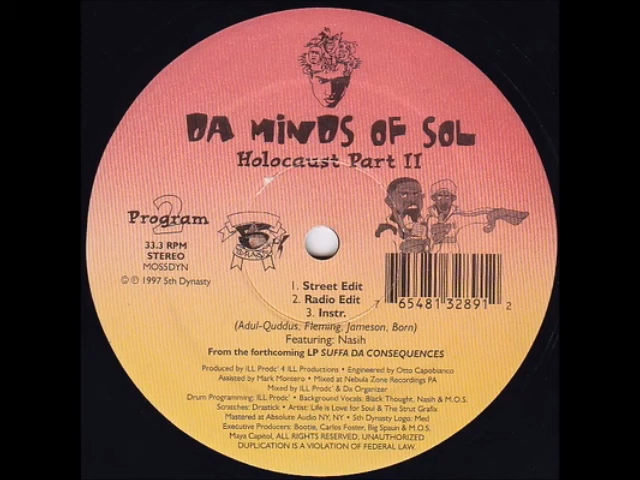 DA MINDS OF SOL
Holocaust Part II
2
Program
33.3 RPM
STEREO
MOS5DYN
© ℗ 1997 5th Dynasty
1. Street Edit
2. Radio Edit
3. Instr.
7 65481 32891 2
(Adul-Quddus, Fleming, Jameson, Born)
Featuring: Nasih
From the forthcoming LP SUFFA DA CONSEQUENCES
Produced by ILL Prodc' 4 ILL Productions • Engineered by Otto Capobianco
Assisted by Mark Montero • Mixed at Nebula Zone Recordings PA
Mixed by ILL Prodc' & Da Organizer
Drum Programming: ILL Prodc' • Background Vocals: Black Thought, Nasih & M.O.S.
Scratches: Drastick • Artist: Life is Love for Soul & The Strut Grafix
Mastered at Absolute Audio NY, NY • 5th Dynasty Logo: Med
Executive Producers: Bootie, Carlos Foster, Big Spaun & M.O.S.
Maya Capitol, ALL RIGHTS RESERVED, UNAUTHORIZED
DUPLICATION IS A VIOLATION OF FEDERAL LAW.